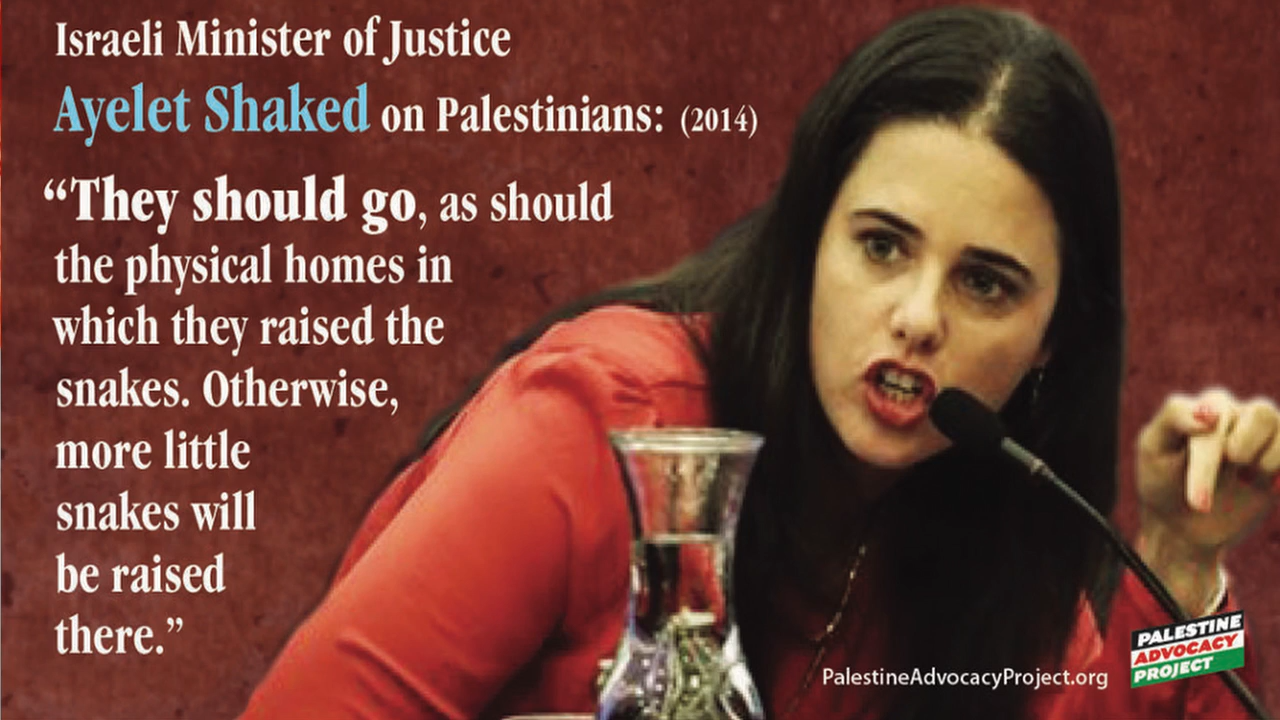 Israeli Minister of Justice
Ayelet Shaked on Palestinians: (2014)
“They should go, as should
the physical homes in
which they raised the
snakes. Otherwise,
more little
snakes will
be raised
there.”
PalestineAdvocacyProject.org
PALESTINE
ADVOCACY
PROJECT